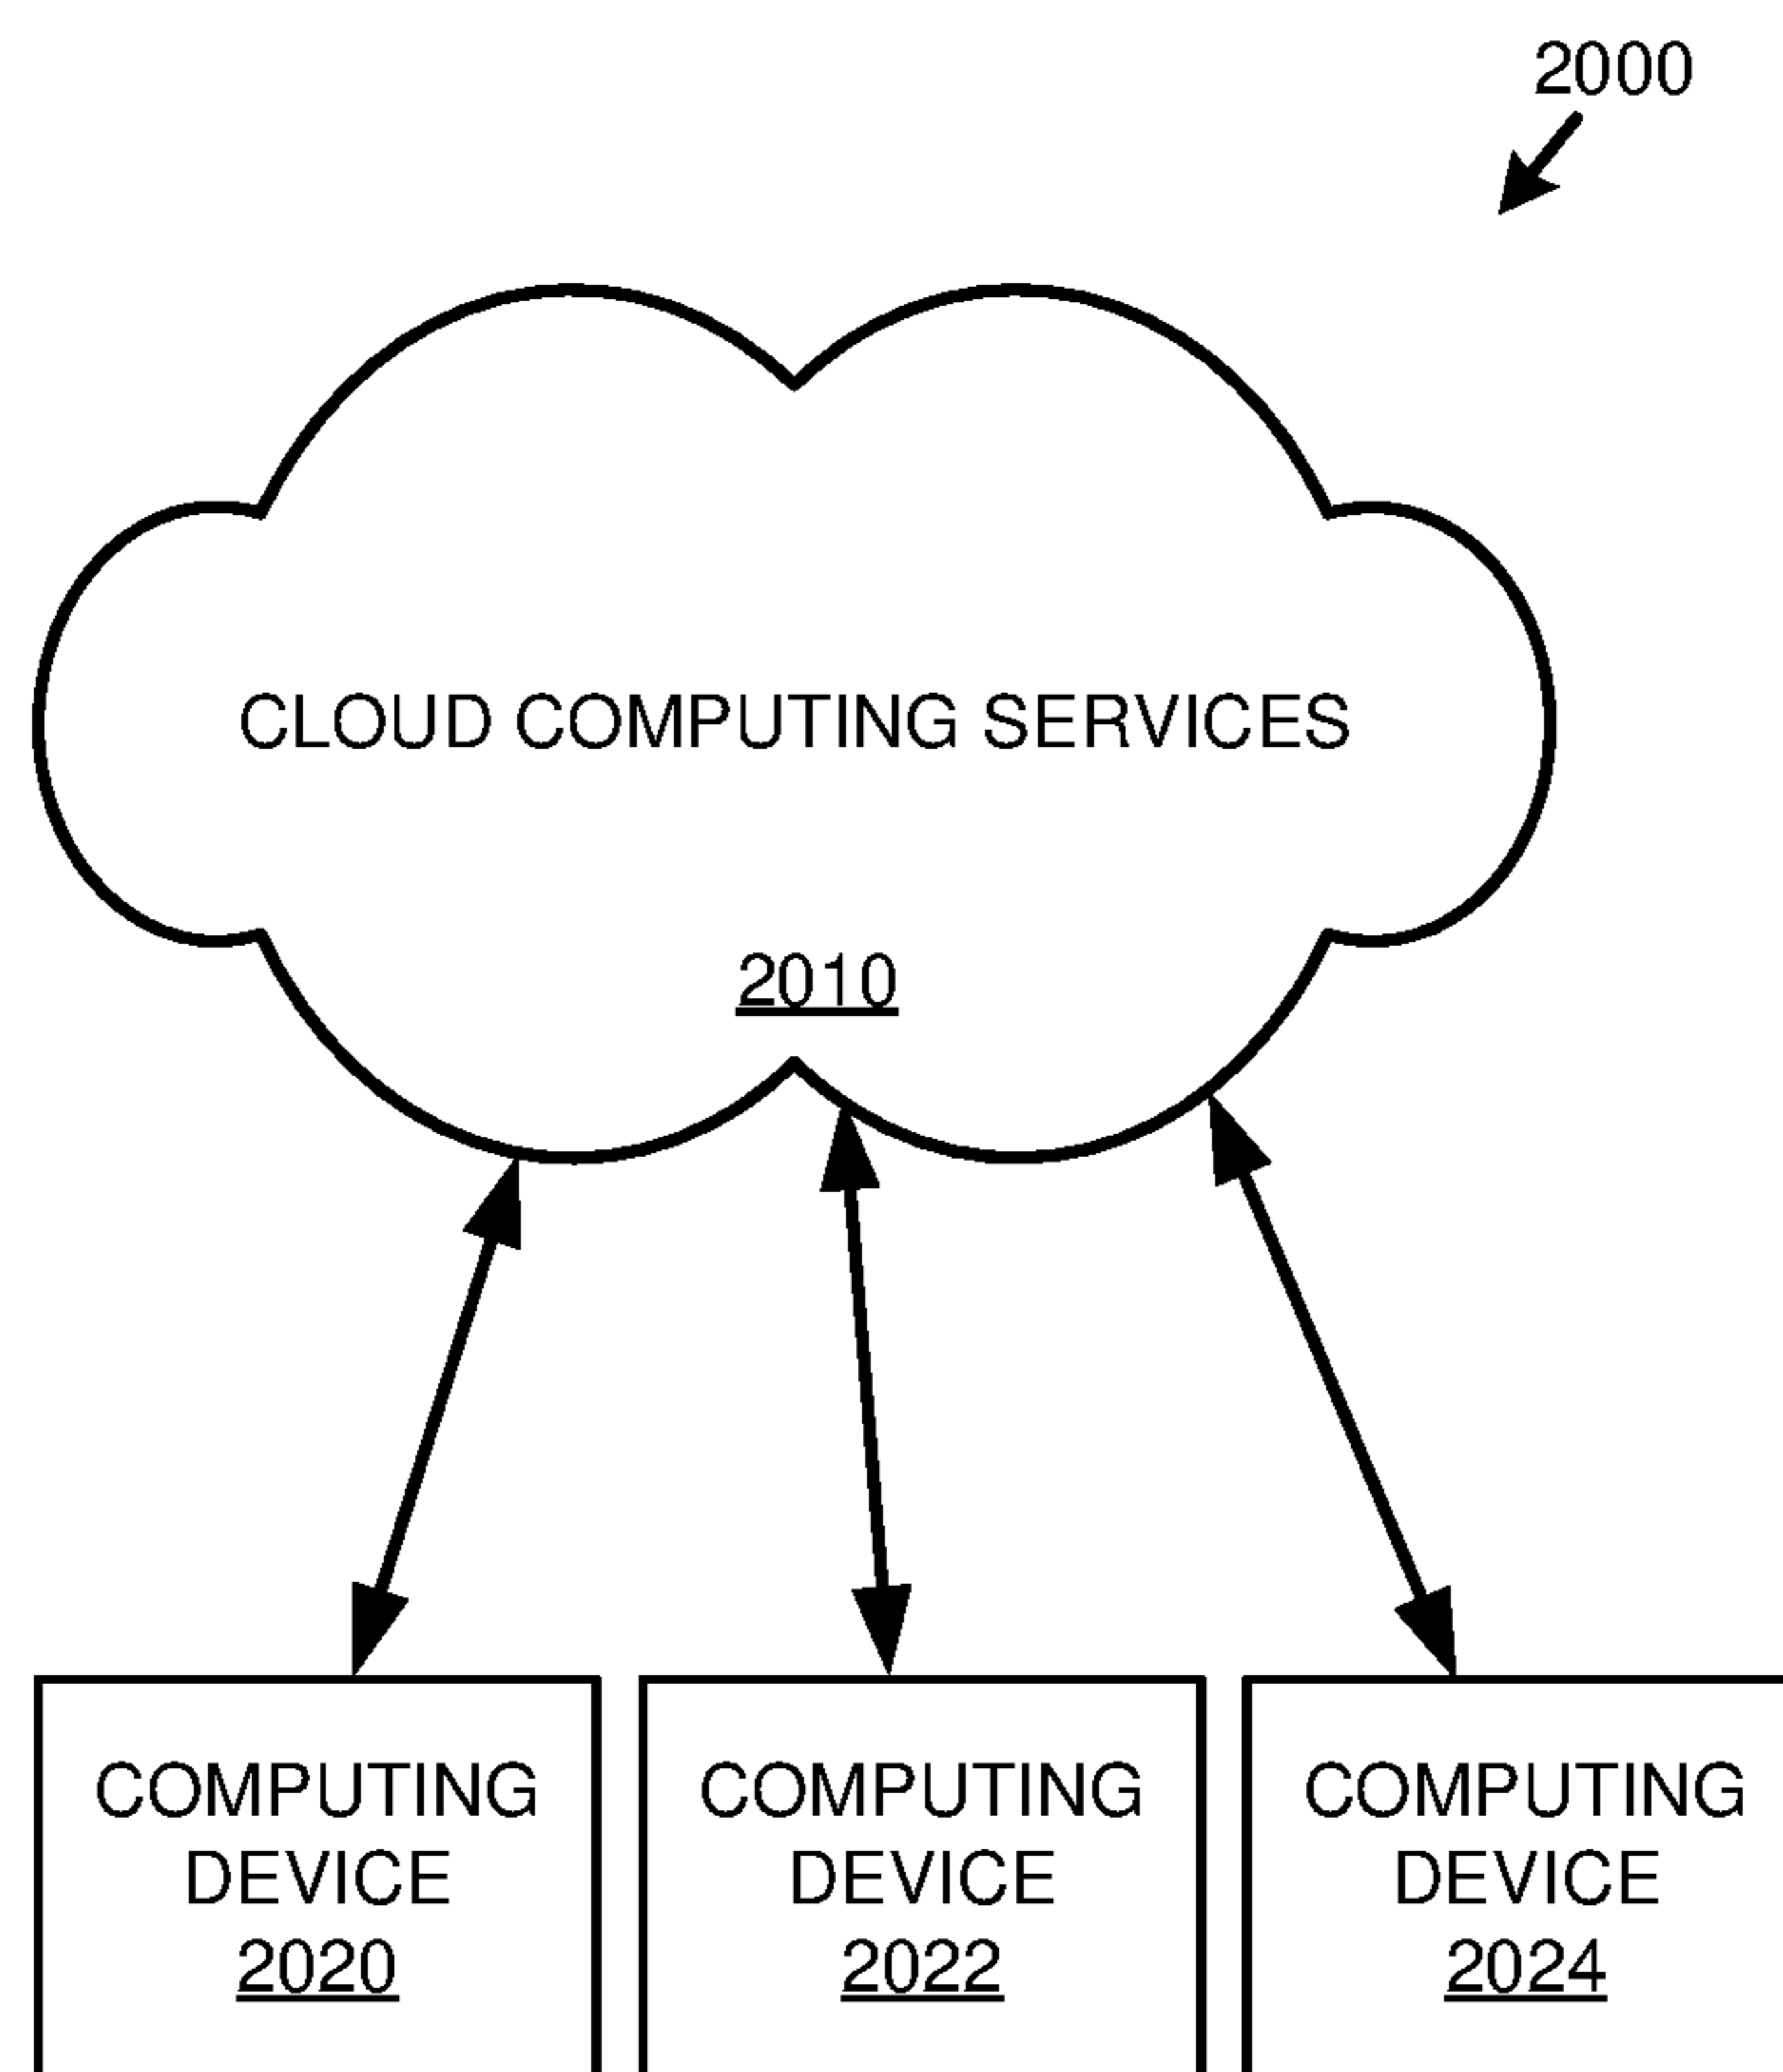 2000
CLOUD COMPUTING SERVICES
2010
COMPUTING
DEVICE
2020
COMPUTING
DEVICE
2022
COMPUTING
DEVICE
2024